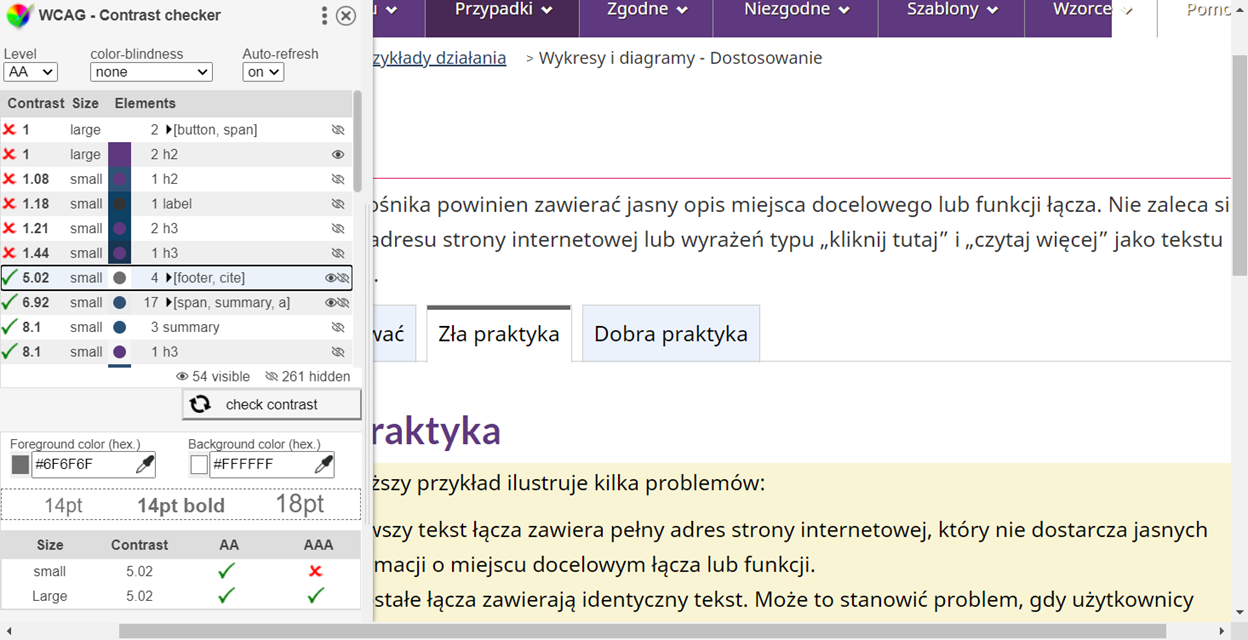 WCAG - Contrast checker
Level color-blindness Auto-refresh
AA none on
Contrast Size Elements
1 large 2 [button, span]
1 large 2 h2
1.08 small 1 h2
1.18 small 1 label
1.21 small 2 h3
1.44 small 1 h3
5.02 small 4 [footer, cite]
6.92 small 17 [span, summary, a]
8.1 small 3 summary
8.1 small 1 h3
54 visible 261 hidden
check contrast
Foreground color (hex.) Background color (hex.)
#6F6F6F #FFFFFF
14pt 14pt bold 18pt
Size Contrast AA AAA
small 5.02
Large 5.02
Przypadki Zgodne Niezgodne Szablony Wzorce Pomo
zykłady działania > Wykresy i diagramy - Dostosowanie
ośnika powinien zawierać jasny opis miejsca docelowego lub funkcji łącza. Nie zaleca si
adresu strony internetowej lub wyrażeń typu „kliknij tutaj” i „czytaj więcej” jako tekstu
.
wać Zła praktyka Dobra praktyka
raktyka
ższy przykład ilustruje kilka problemów:
wszy tekst łącza zawiera pełny adres strony internetowej, który nie dostarcza jasnych
macji o miejscu docelowym łącza lub funkcji.
stałe łącza zawierają identyczny tekst. Może to stanowić problem, gdy użytkownicy